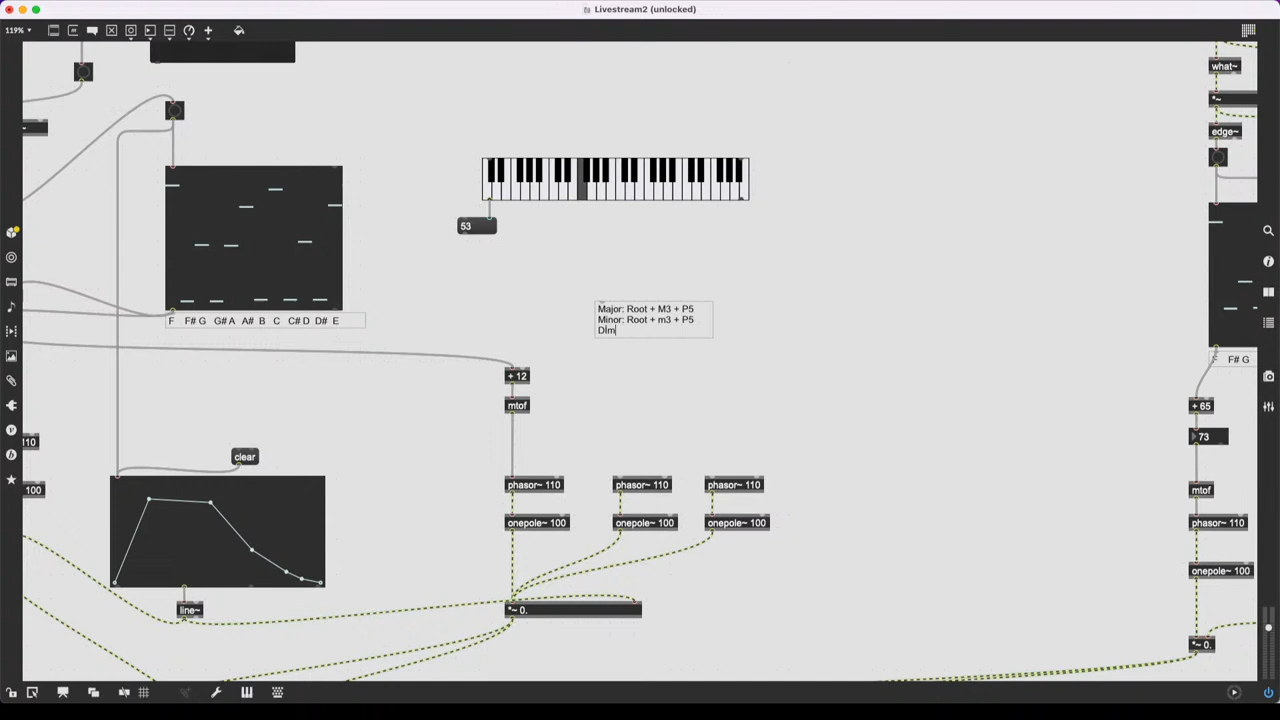 Livestream2 (unlocked)
119%
what~
*~
edge~
53
Major: Root + M3 + P5
Minor: Root + m3 + P5
Dim
F F# G G# A A# B C C# D D# E
F# G
+ 12
mtof
+ 65
73
110
clear
100
phasor~ 110
phasor~ 110
phasor~ 110
mtof
onepole~ 100
onepole~ 100
onepole~ 100
phasor~ 110
onepole~ 100
line~
*~ 0.
*~ 0.